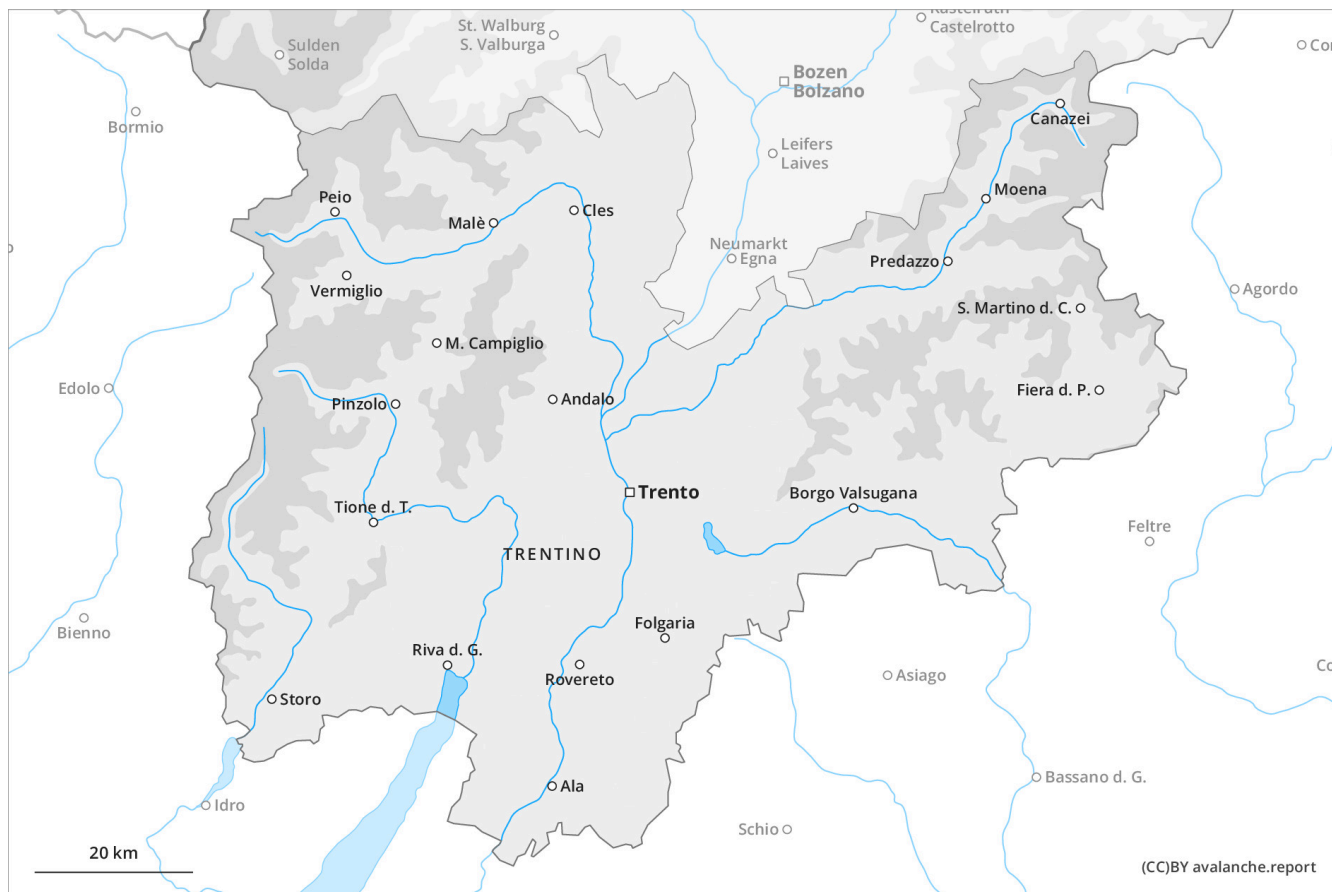 Kastelruth
Castelrotto
St. Walburg
S. Valburga
Sulden
Solda
Bozen
Bolzano
Bormio
Canazei
Leifers
Laives
Peio
Moena
Malè
Cles
Neumarkt
Egna
Predazzo
Vermiglio
Agordo
S. Martino d. C.
M. Campiglio
Edolo
Fiera d. P.
Pinzolo
Andalo
Trento
Borgo Valsugana
Tione d. T.
Feltre
TRENTINO
Bienno
Folgaria
Riva d. G.
Rovereto
Asiago
Storo
Bassano d. G.
Ala
Idro
Schio
20 km
(CC)BY avalanche.report